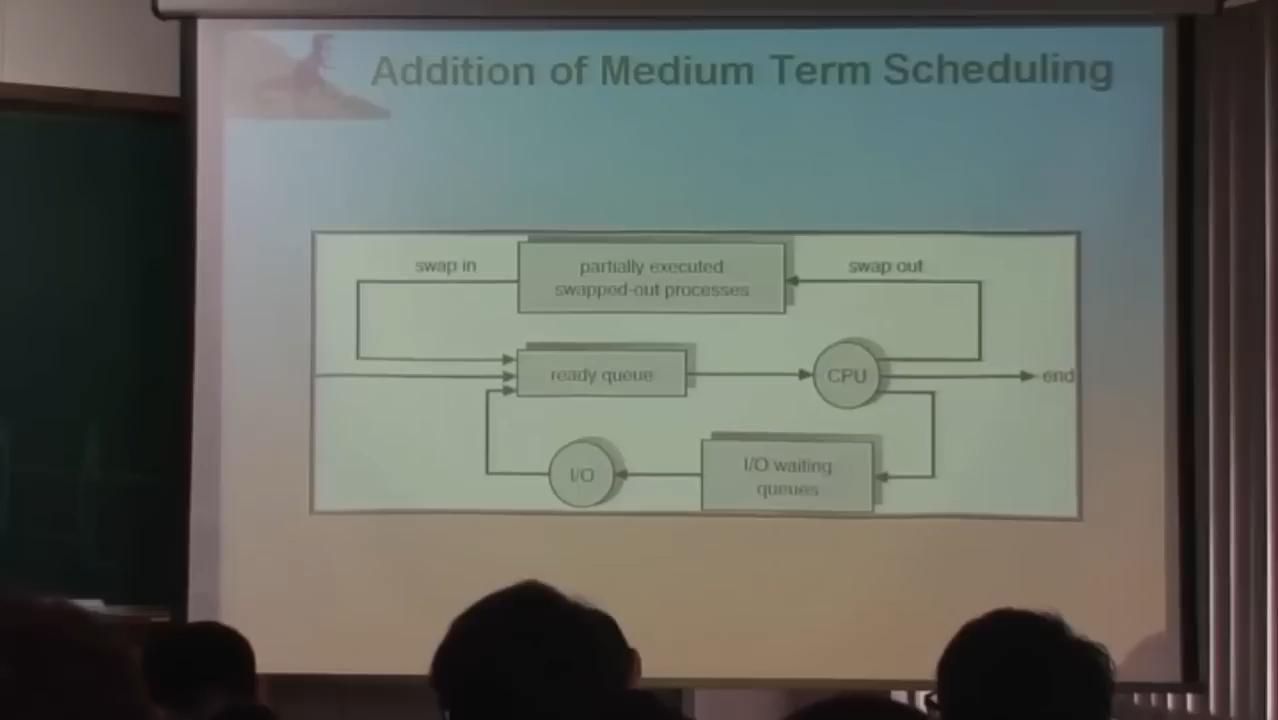 Addition of Medium Term Scheduling
swap in
partially executed
swapped-out processes
swap out
ready queue
CPU
end
I/O
I/O waiting
queues